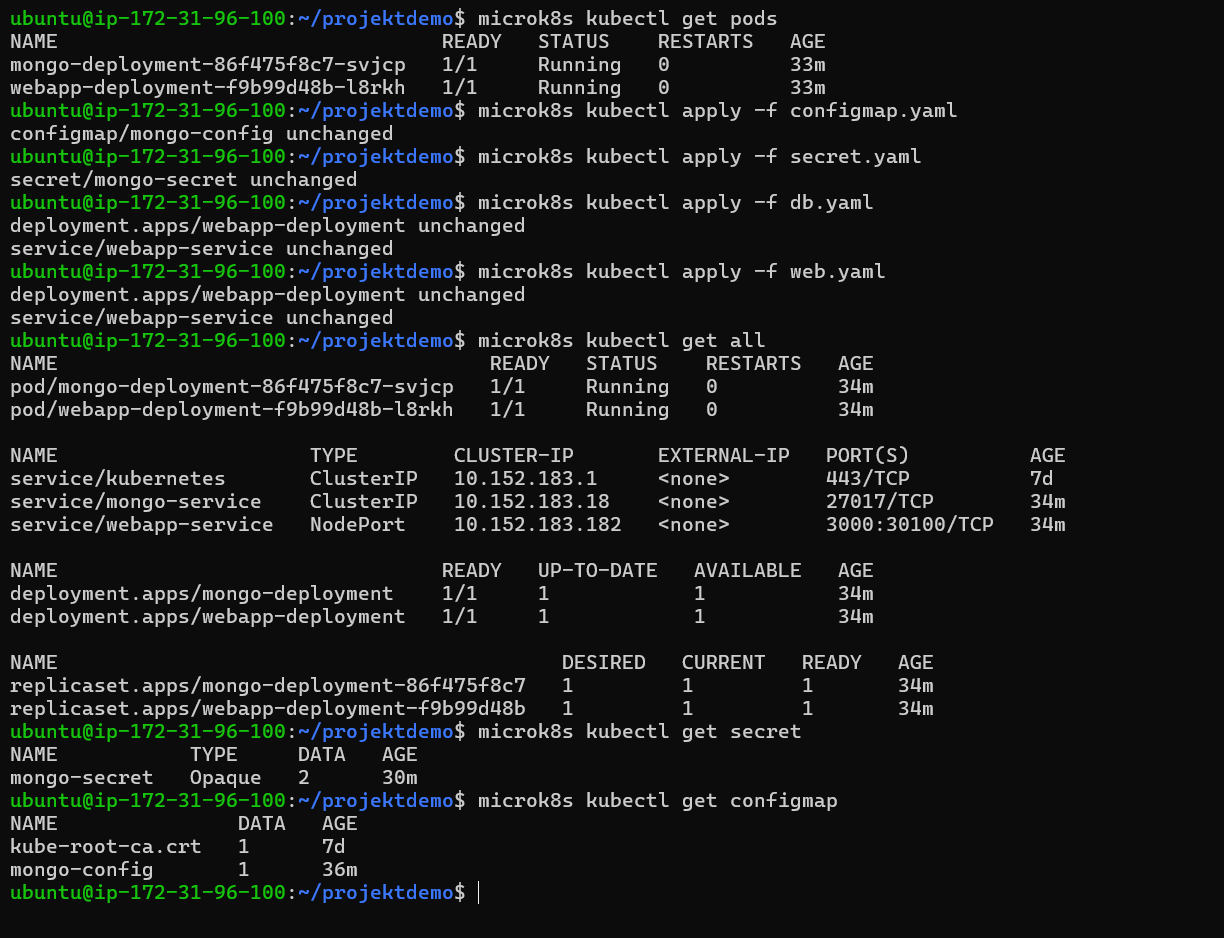 ubuntu@ip-172-31-96-100:~/projektdemo$ microk8s kubectl get pods
NAME                                READY   STATUS    RESTARTS   AGE
mongo-deployment-86f475f8c7-svjcp   1/1     Running   0          33m
webapp-deployment-f9b99d48b-l8rkh   1/1     Running   0          33m
ubuntu@ip-172-31-96-100:~/projektdemo$ microk8s kubectl apply -f configmap.yaml
configmap/mongo-config unchanged
ubuntu@ip-172-31-96-100:~/projektdemo$ microk8s kubectl apply -f secret.yaml
secret/mongo-secret unchanged
ubuntu@ip-172-31-96-100:~/projektdemo$ microk8s kubectl apply -f db.yaml
deployment.apps/webapp-deployment unchanged
service/webapp-service unchanged
ubuntu@ip-172-31-96-100:~/projektdemo$ microk8s kubectl apply -f web.yaml
deployment.apps/webapp-deployment unchanged
service/webapp-service unchanged
ubuntu@ip-172-31-96-100:~/projektdemo$ microk8s kubectl get all
NAME                                    READY   STATUS    RESTARTS   AGE
pod/mongo-deployment-86f475f8c7-svjcp   1/1     Running   0          34m
pod/webapp-deployment-f9b99d48b-l8rkh   1/1     Running   0          34m

NAME                     TYPE        CLUSTER-IP       EXTERNAL-IP   PORT(S)          AGE
service/kubernetes       ClusterIP   10.152.183.1     <none>        443/TCP          7d
service/mongo-service    ClusterIP   10.152.183.18    <none>        27017/TCP        34m
service/webapp-service   NodePort    10.152.183.182   <none>        3000:30100/TCP   34m

NAME                                READY   UP-TO-DATE   AVAILABLE   AGE
deployment.apps/mongo-deployment    1/1     1            1           34m
deployment.apps/webapp-deployment   1/1     1            1           34m

NAME                                          DESIRED   CURRENT   READY   AGE
replicaset.apps/mongo-deployment-86f475f8c7   1         1         1       34m
replicaset.apps/webapp-deployment-f9b99d48b   1         1         1       34m
ubuntu@ip-172-31-96-100:~/projektdemo$ microk8s kubectl get secret
NAME           TYPE     DATA   AGE
mongo-secret   Opaque   2      30m
ubuntu@ip-172-31-96-100:~/projektdemo$ microk8s kubectl get configmap
NAME               DATA   AGE
kube-root-ca.crt   1      7d
mongo-config       1      36m
ubuntu@ip-172-31-96-100:~/projektdemo$